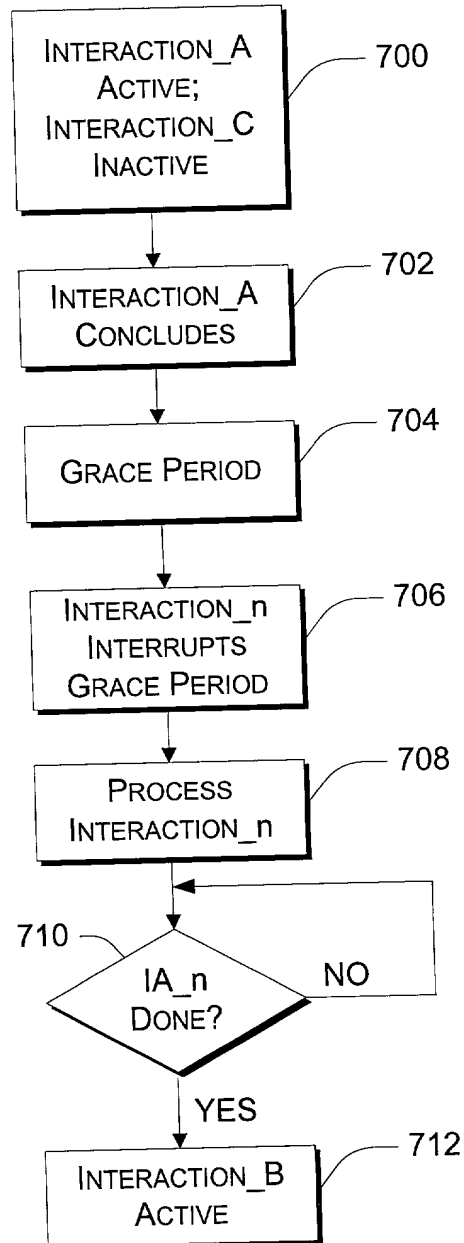 INTERACTION_A
ACTIVE;
INTERACTION_C
INACTIVE
700
INTERACTION_A
CONCLUDES
702
GRACE PERIOD
704
INTERACTION_n
INTERRUPTS
GRACE PERIOD
706
PROCESS
INTERACTION_n
708
710
IA_n
DONE?
NO
YES
INTERACTION_B
ACTIVE
712